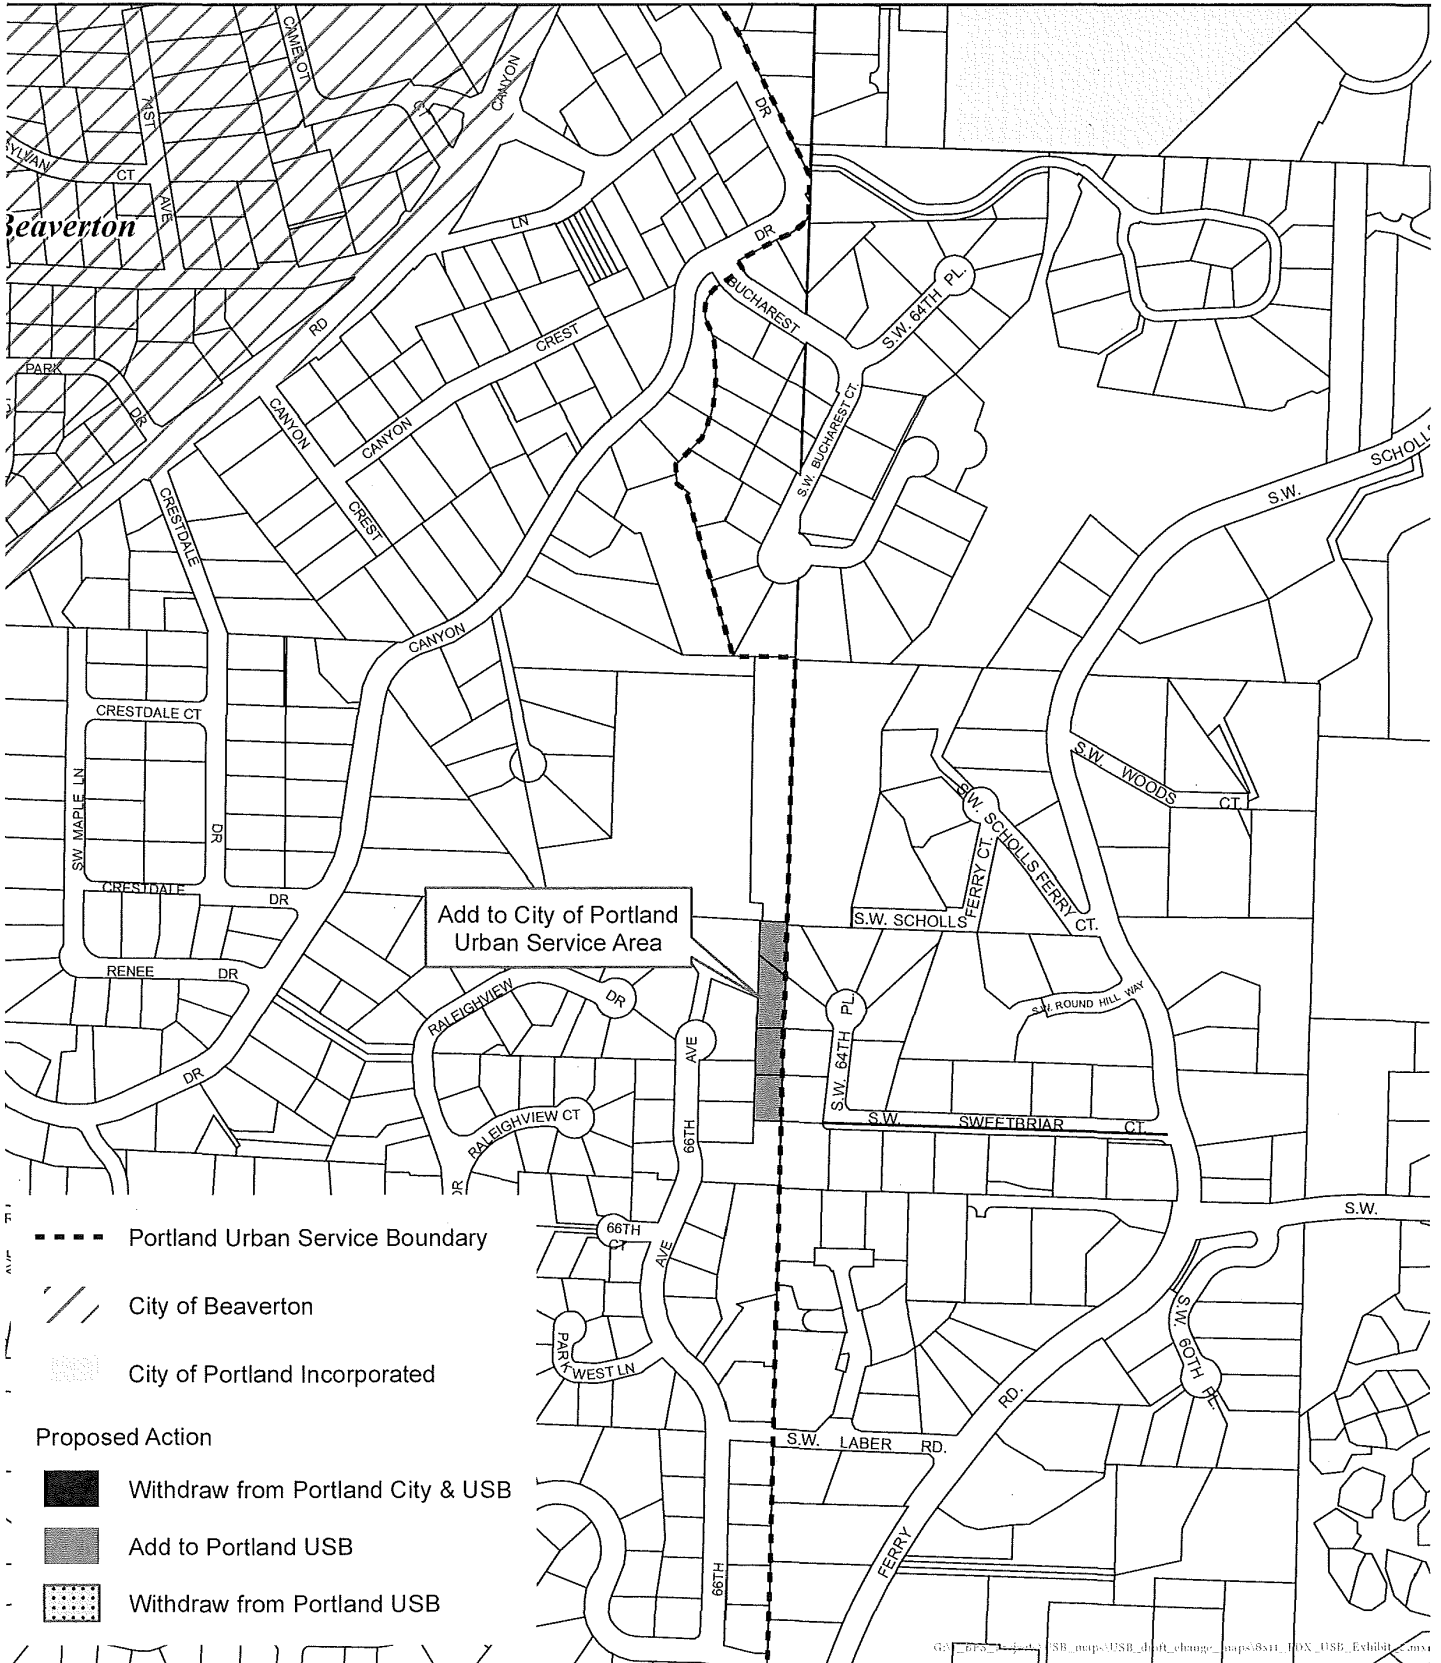 CAMELOT
CT
CANYON
71ST
AVE
SYLVAN
CT
Beaverton
DR
LN
DR
BUCHAREST
S.W. 64TH PL.
RD
CREST
CANYON
PARK
DR
CANYON
CREST
S.W. BUCHAREST CT.
S.W. SCHOLLS
CRESTDALE
CANYON
CRESTDALE CT
SW MAPLE LN
DR
S.W. WOODS CT.
S.W. SCHOLLS FERRY CT.
FERRY CT.
S.W. SCHOLLS
CRESTDALE
DR
Add to City of Portland
Urban Service Area
RENEE DR
RALEIGHVIEW
DR
S.W. ROUND HILL WAY
S.W. 64TH PL.
AVE
66TH
DR
RALEIGHVIEW CT
DR
S.W. SWEETBRIAR CT.
S.W.
66TH
CT
AVE
PARK
WEST LN
S.W. 60TH PL.
RD.
S.W. LABER RD.
FERRY
66TH
Portland Urban Service Boundary
City of Beaverton
City of Portland Incorporated
Proposed Action
Withdraw from Portland City & USB
Add to Portland USB
Withdraw from Portland USB